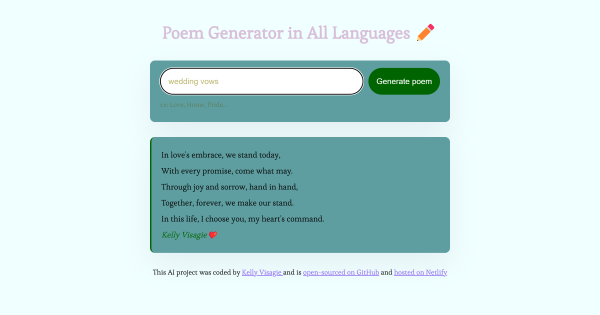 Poem Generator in All Languages
wedding vows
Generate poem
In love's embrace, we stand today,
With every promise, come what may.
Through joy and sorrow, hand in hand,
Together, forever, we make our stand.
In this life, I choose you, my heart's command.
Kelly Visagie
This AI project was coded by Kelly Visagie and is open-sourced on GitHub and hosted on Netlify